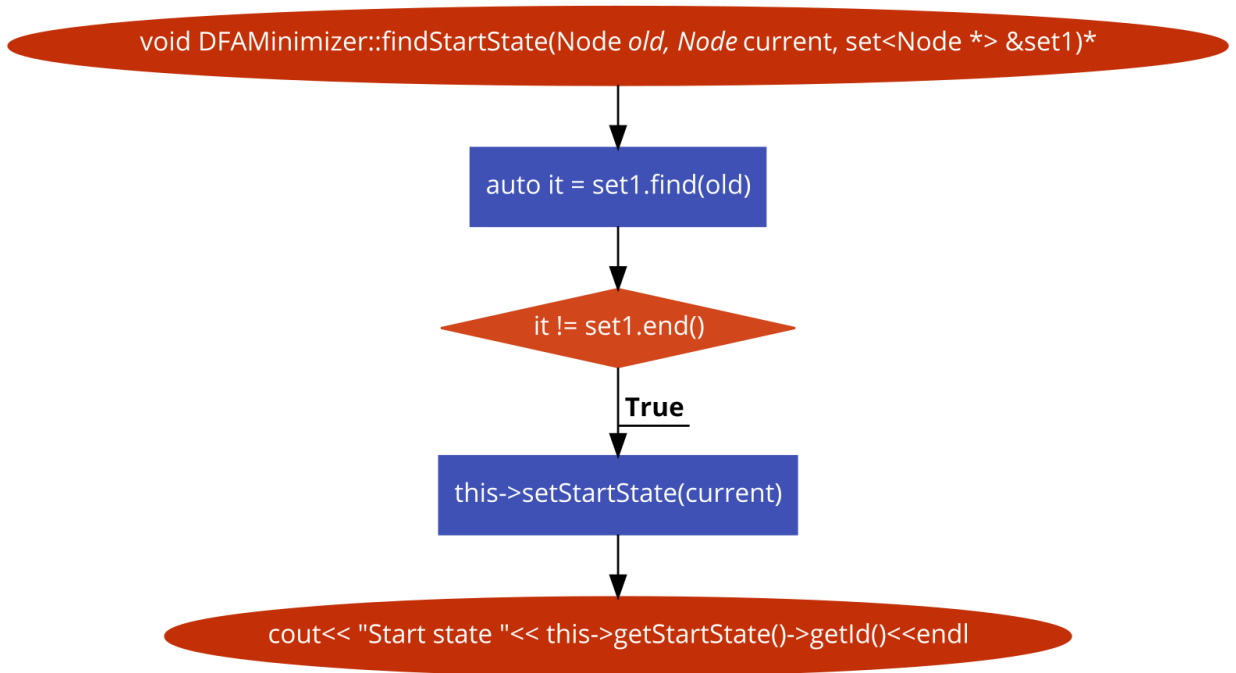 void DFAMinimizer::findStartState(Node old, Node current, set<Node *> &set1)*
auto it = set1.find(old)
it != set1.end()
True
this->setStartState(current)
cout<< "Start state "<< this->getStartState()->getId()<<endl